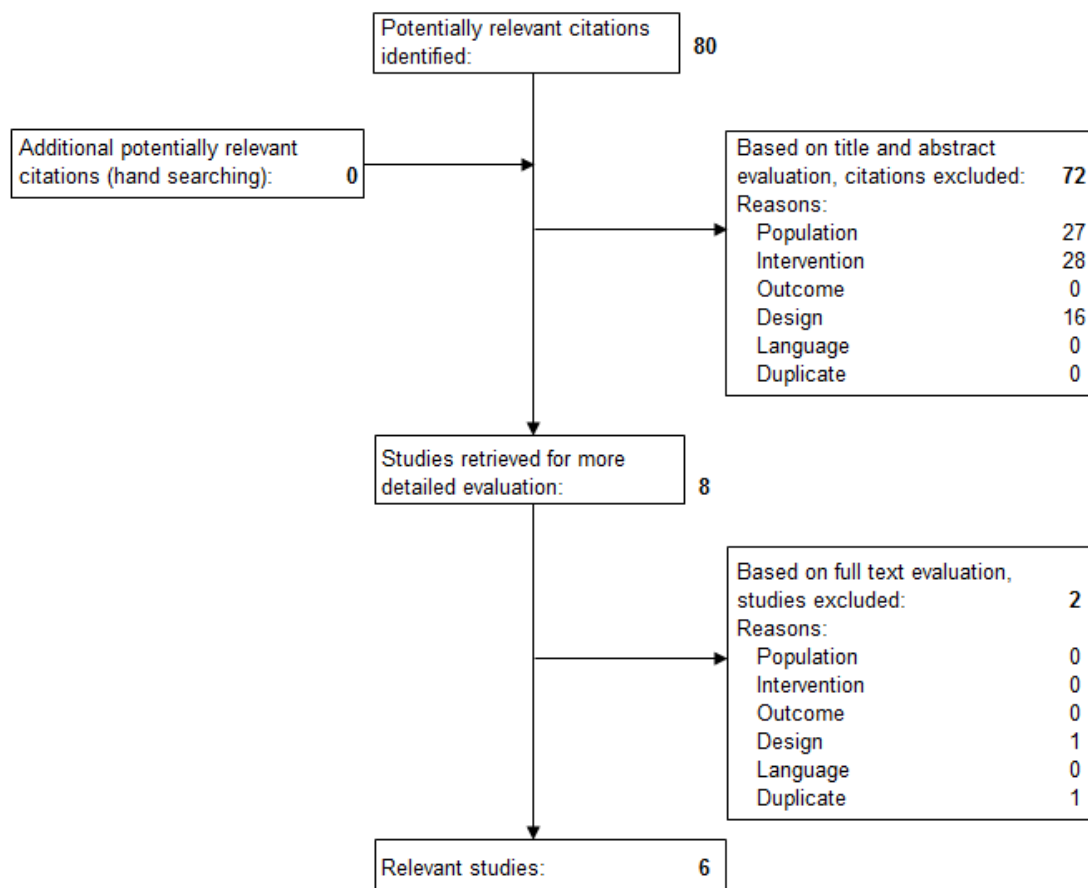 Potentially relevant citations
identified: 80
Additional potentially relevant
citations (hand searching): 0
Based on title and abstract
evaluation, citations excluded: 72
Reasons:
Population 27
Intervention 28
Outcome 0
Design 16
Language 0
Duplicate 0
Studies retrieved for more
detailed evaluation: 8
Based on full text evaluation,
studies excluded: 2
Reasons:
Population 0
Intervention 0
Outcome 0
Design 1
Language 0
Duplicate 1
Relevant studies: 6